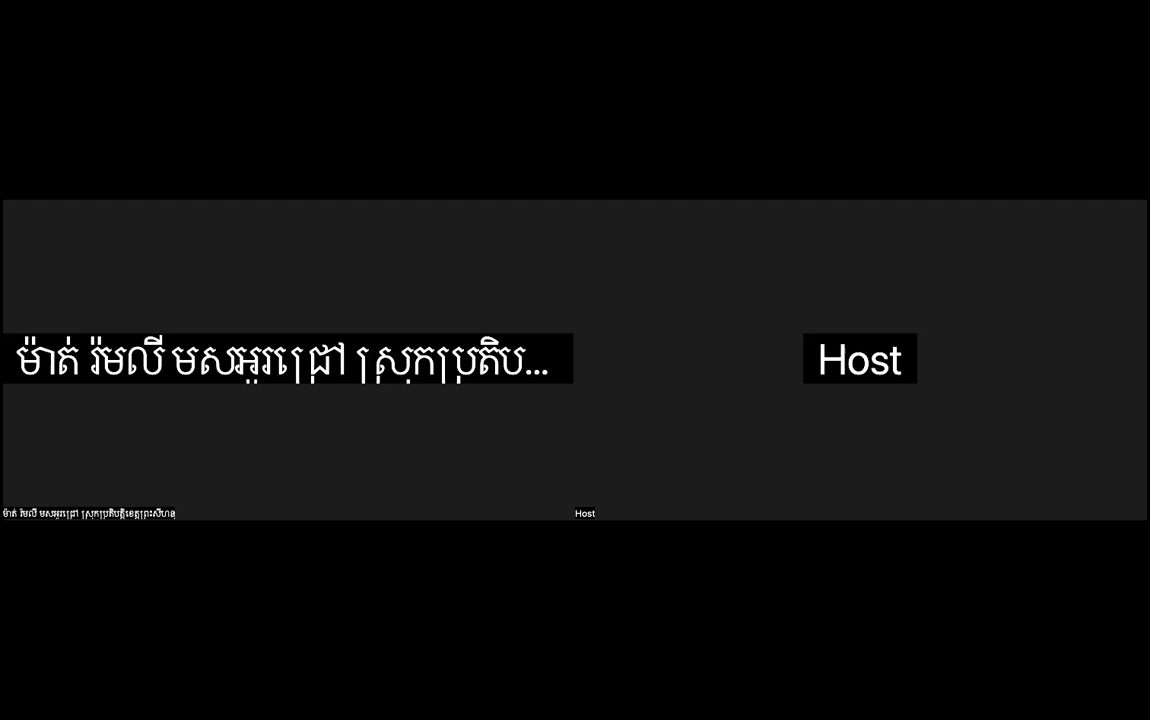 ម៉ាត់ រ៉មលី មសអូរជ្រៅ ស្រុកប្រតិប...
Host
ម៉ាត់ រ៉មលី មសអូរជ្រៅ ស្រុកប្រតិបត្តិខេត្តព្រះសីហនុ
Host